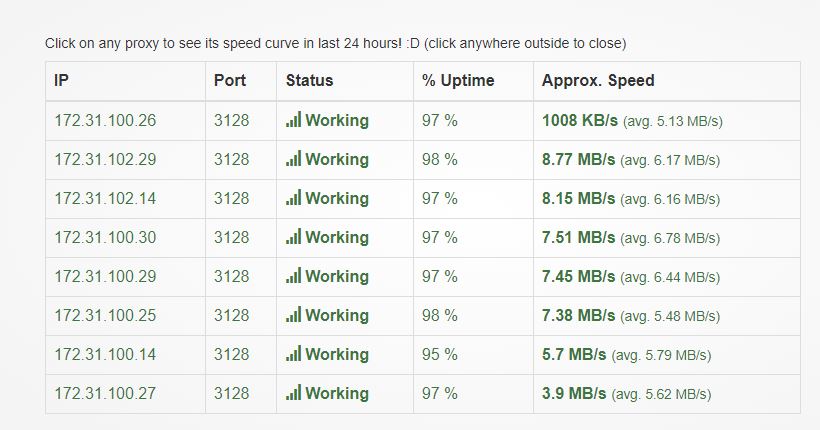 Click on any proxy to see its speed curve in last 24 hours! :D (click anywhere outside to close)
IP Port Status % Uptime Approx. Speed
172.31.100.26 3128 Working 97 % 1008 KB/s (avg. 5.13 MB/s)
172.31.102.29 3128 Working 98 % 8.77 MB/s (avg. 6.17 MB/s)
172.31.102.14 3128 Working 97 % 8.15 MB/s (avg. 6.16 MB/s)
172.31.100.30 3128 Working 97 % 7.51 MB/s (avg. 6.78 MB/s)
172.31.100.29 3128 Working 97 % 7.45 MB/s (avg. 6.44 MB/s)
172.31.100.25 3128 Working 98 % 7.38 MB/s (avg. 5.48 MB/s)
172.31.100.14 3128 Working 95 % 5.7 MB/s (avg. 5.79 MB/s)
172.31.100.27 3128 Working 97 % 3.9 MB/s (avg. 5.62 MB/s)